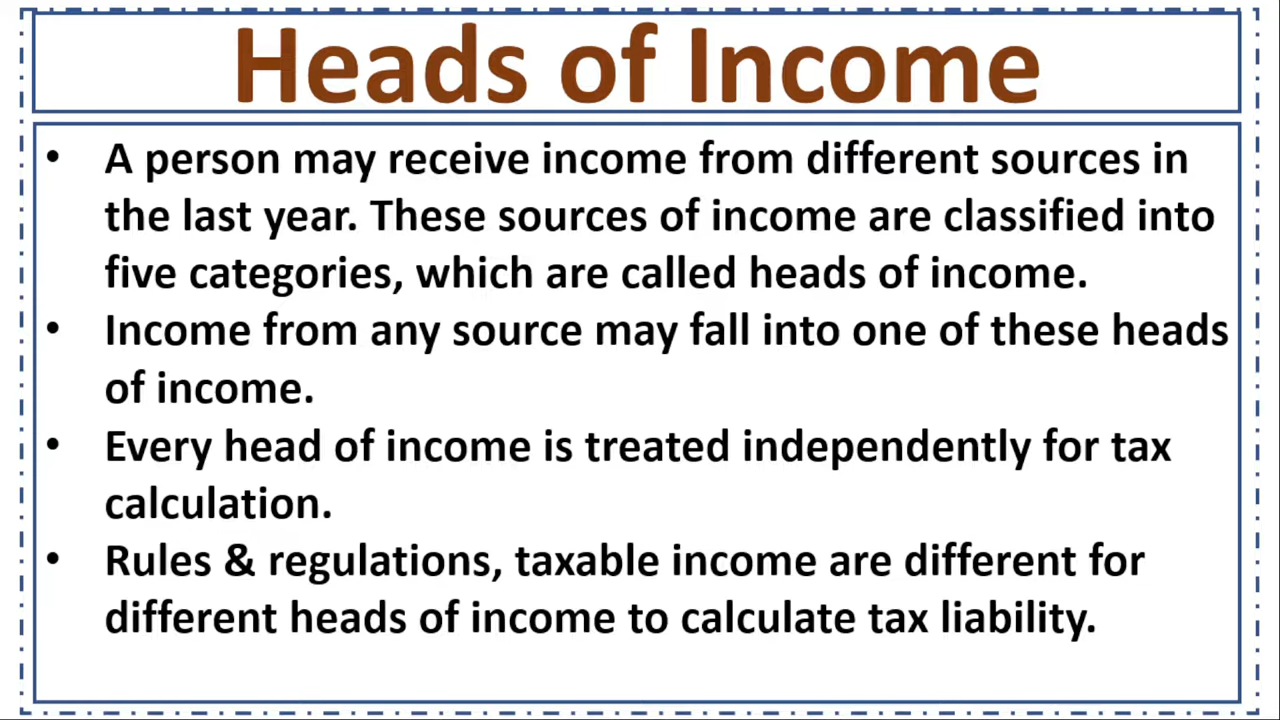 Heads of Income
• A person may receive income from different sources in
the last year. These sources of income are classified into
five categories, which are called heads of income.
• Income from any source may fall into one of these heads
of income.
• Every head of income is treated independently for tax
calculation.
• Rules & regulations, taxable income are different for
different heads of income to calculate tax liability.